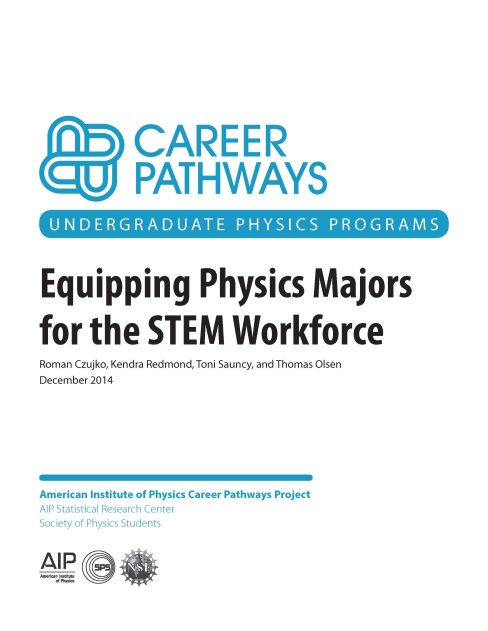 CAREER
PATHWAYS
UNDERGRADUATE PHYSICS PROGRAMS
Equipping Physics Majors
for the STEM Workforce
Roman Czujko, Kendra Redmond, Toni Sauncy, and Thomas Olsen
December 2014
American Institute of Physics Career Pathways Project
AIP Statistical Research Center
Society of Physics Students
AIP
American Institute
of Physics
SPS
NSF